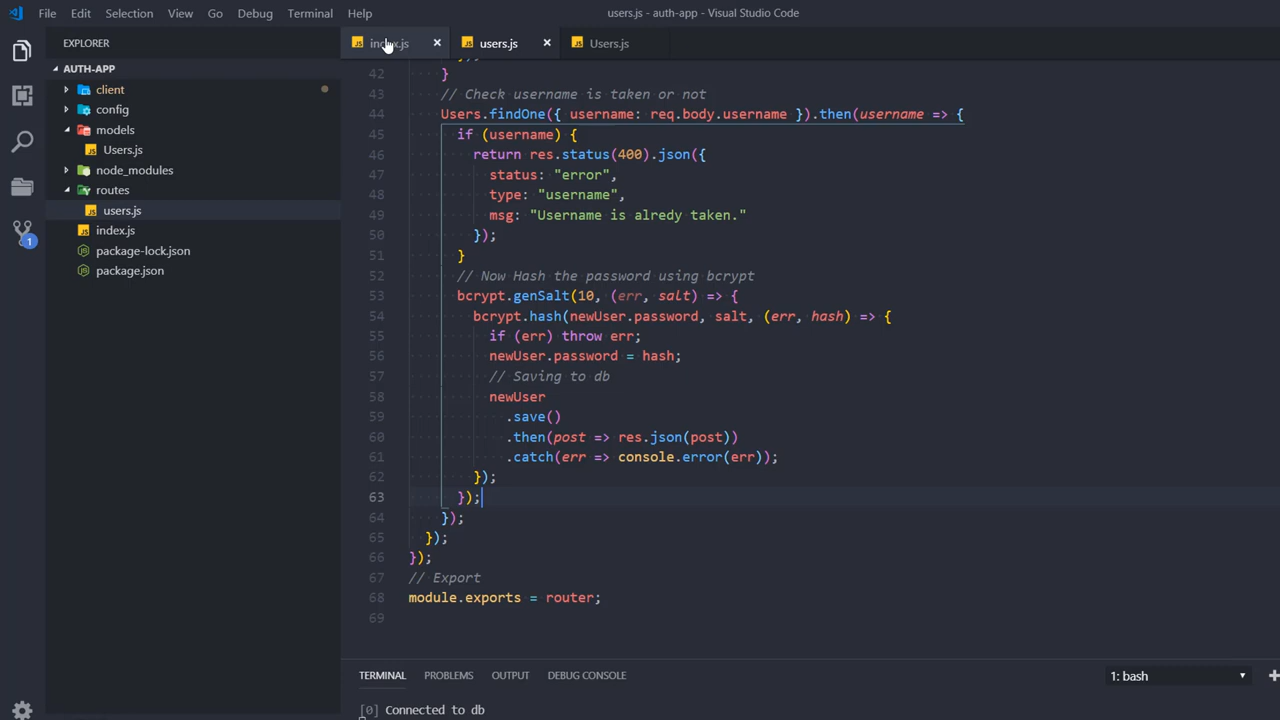 File Edit Selection View Go Debug Terminal Help
users.js - auth-app - Visual Studio Code
EXPLORER
index.js
users.js
Users.js
AUTH-APP
client
config
models
Users.js
node_modules
routes
users.js
index.js
package-lock.json
package.json
1
42 }
43 // Check username is taken or not
44 Users.findOne({ username: req.body.username }).then(username => {
45 if (username) {
46 return res.status(400).json({
47 status: "error",
48 type: "username",
49 msg: "Username is alredy taken."
50 });
51 }
52 // Now Hash the password using bcrypt
53 bcrypt.genSalt(10, (err, salt) => {
54 bcrypt.hash(newUser.password, salt, (err, hash) => {
55 if (err) throw err;
56 newUser.password = hash;
57 // Saving to db
58 newUser
59 .save()
60 .then(post => res.json(post))
61 .catch(err => console.error(err));
62 });
63 });
64 });
65 });
66 });
67 // Export
68 module.exports = router;
69
TERMINAL PROBLEMS OUTPUT DEBUG CONSOLE
1: bash
[0] Connected to db